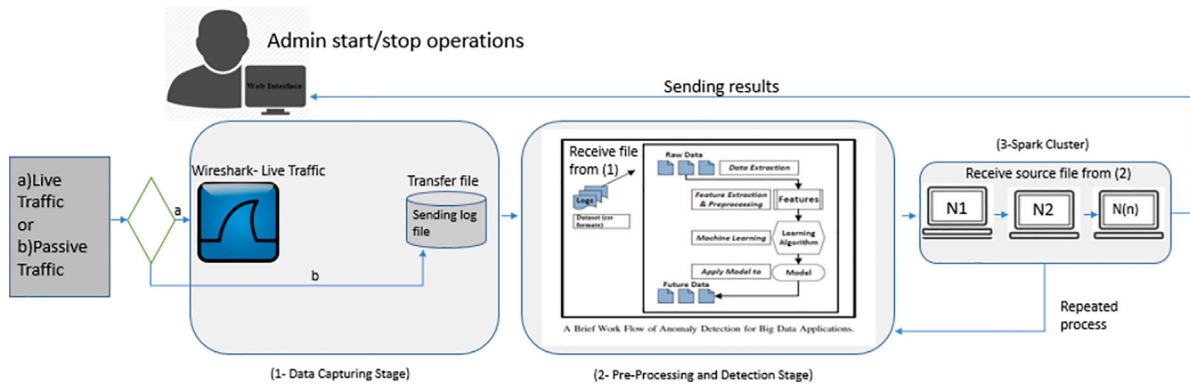 Admin start/stop operations
Web Interface
Sending results
a)Live
Traffic
or
b)Passive
Traffic
a
b
Wireshark- Live Traffic
Transfer file
Sending log
file
(1- Data Capturing Stage)
Receive file
from (1)
Logs
Dataset (csv
formate)
Raw Data
Data Extraction
Feature Extraction
& Preprocessing
Features
Machine Learning
Learning
Algorithm
Apply Model to
Model
Future Data
A Brief Work Flow of Anomaly Detection for Big Data Applications.
(2- Pre-Processing and Detection Stage)
(3-Spark Cluster)
Receive source file from (2)
N1
N2
N(n)
Repeated
process